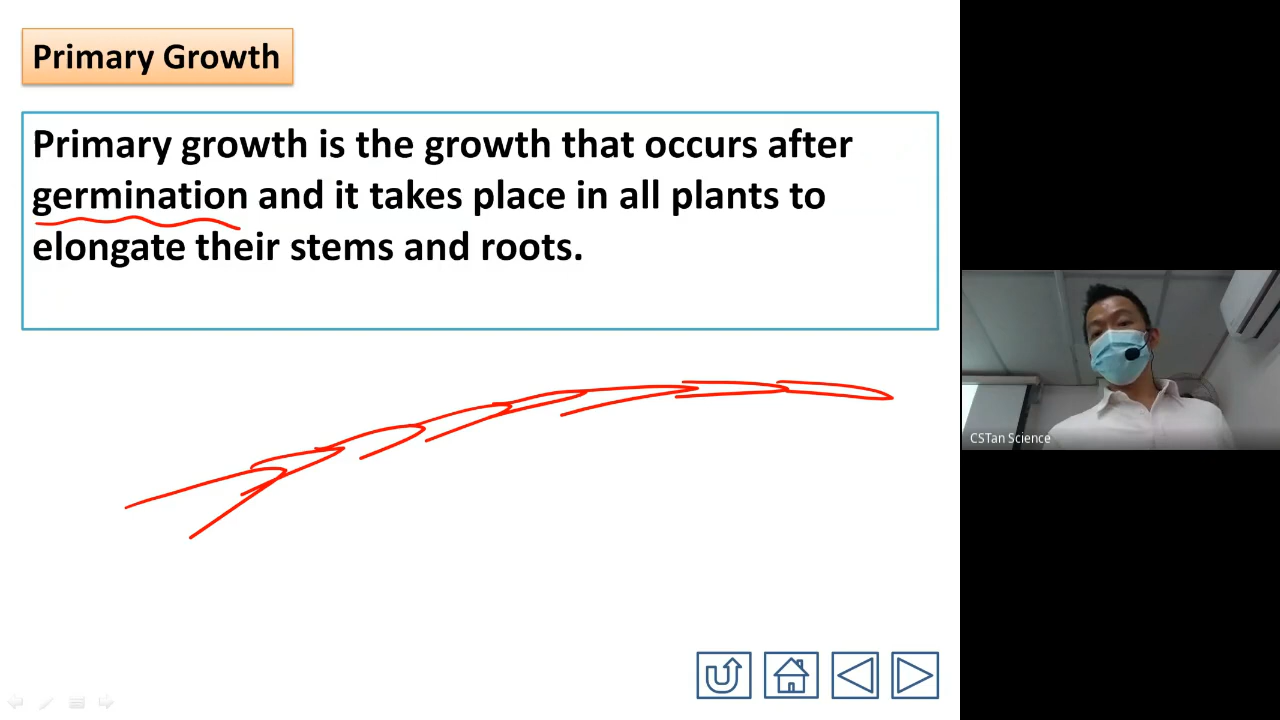 Primary Growth
Primary growth is the growth that occurs after
germination and it takes place in all plants to
elongate their stems and roots.
CSTan Science